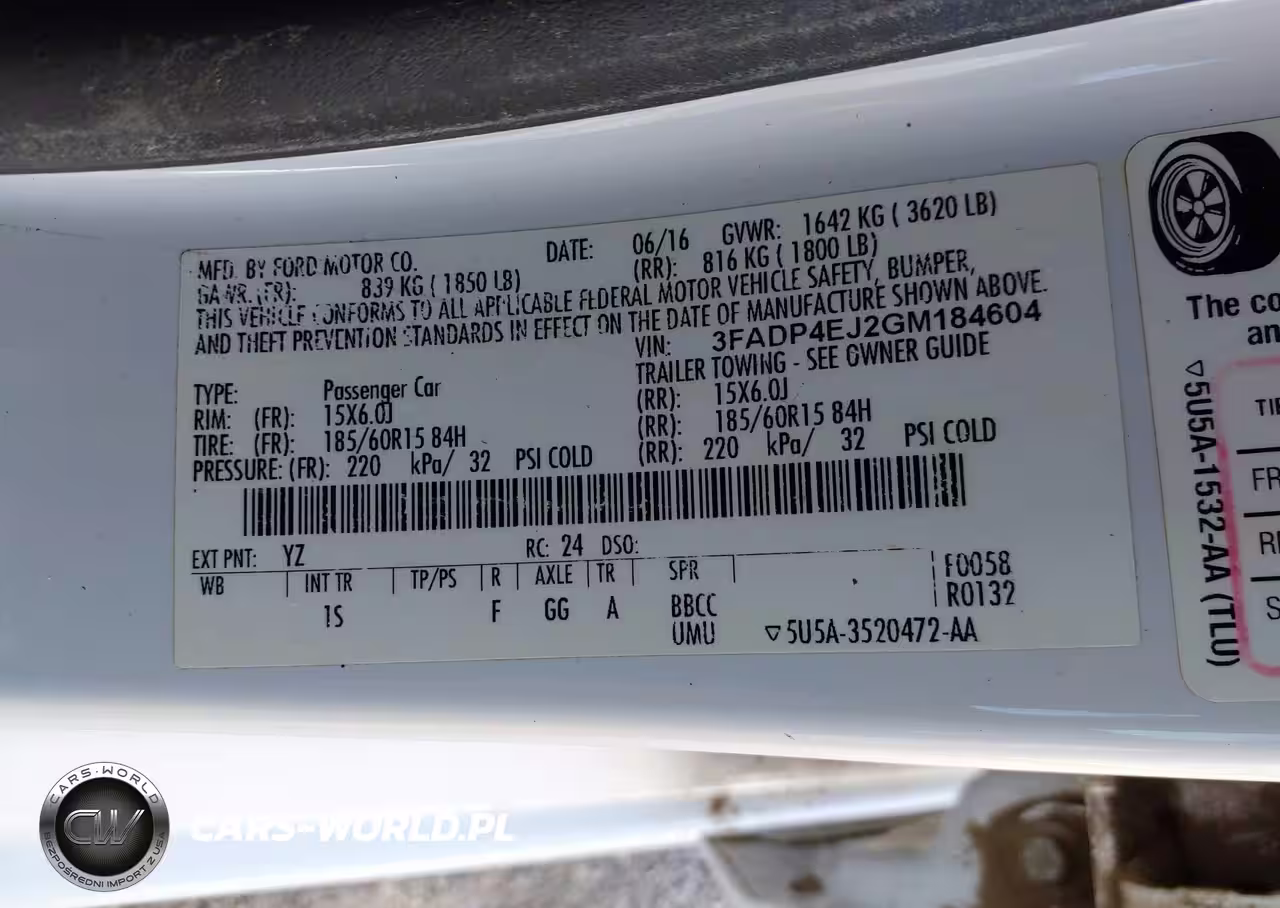 MFD. BY FORD MOTOR CO. DATE: 06/16 GVWR: 1642 KG ( 3620 LB)
GAWR. (FR): 839 KG ( 1850 LB) (RR): 816 KG ( 1800 LB)
THIS VEHICLE CONFORMS TO ALL APPLICABLE FEDERAL MOTOR VEHICLE SAFETY, BUMPER,
AND THEFT PREVENTION STANDARDS IN EFFECT ON THE DATE OF MANUFACTURE SHOWN ABOVE.
VIN: 3FADP4EJ2GM184604
TRAILER TOWING - SEE OWNER GUIDE
TYPE: Passenger Car
RIM: (FR): 15X6.0J (RR): 15X6.0J
TIRE: (FR): 185/60R15 84H (RR): 185/60R15 84H
PRESSURE: (FR): 220 kPa/ 32 PSI COLD (RR): 220 kPa/ 32 PSI COLD
EXT PNT: YZ RC: 24 DSO:
WB INT TR TP/PS R AXLE TR SPR F0058
1S F GG A BBCC R0132
UMU ▽5U5A-3520472-AA
The co
an
▽5U5A-1532-AA (TLU)
TI
FR
RE
S
CARS-WORLD
CW
BEZPOŚREDNI IMPORT Z USA
CARS-WORLD.PL